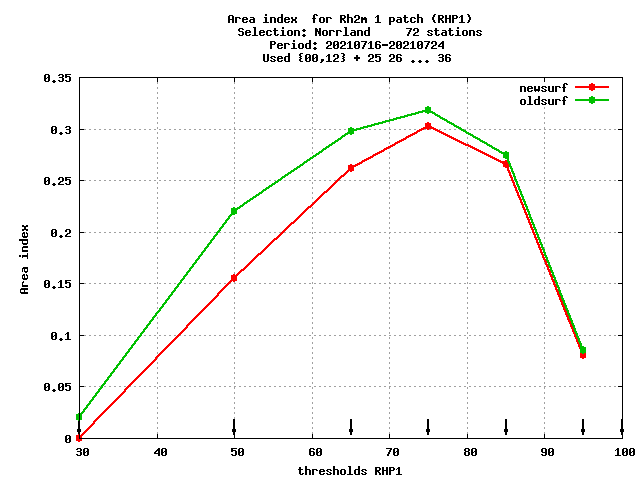 Area index  for Rh2m 1 patch (RHP1)
Selection: Norrland     72 stations
Period: 20210716-20210724
Used {00,12} + 25 26 ... 36
newsurf
oldsurf
0.35
0.3
0.25
0.2
0.15
0.1
0.05
0
Area index
30 40 50 60 70 80 90 100
thresholds RHP1